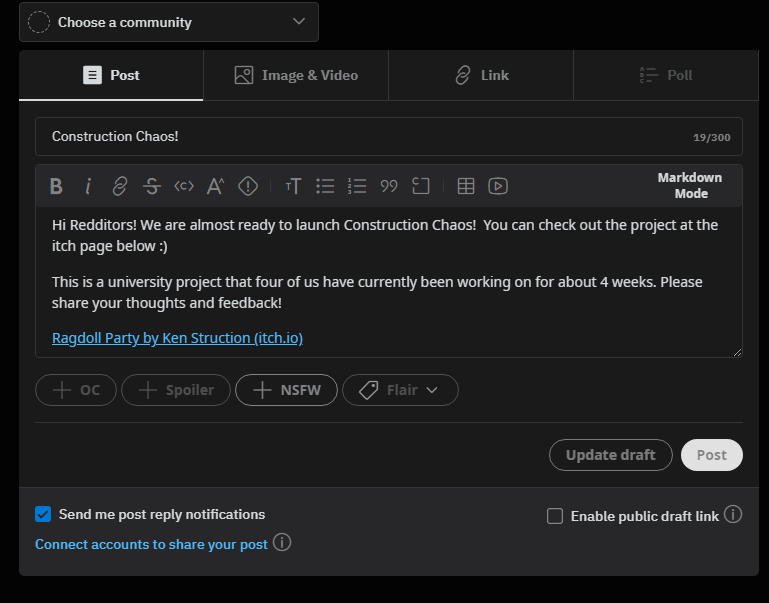 Choose a community
Post
Image & Video
Link
Poll
Construction Chaos!
19/300
B i S <c> A^ ! TT 99 c
Markdown
Mode
Hi Redditors! We are almost ready to launch Construction Chaos!  You can check out the project at the
itch page below :)
This is a university project that four of us have currently been working on for about 4 weeks. Please
share your thoughts and feedback!
Ragdoll Party by Ken Struction (itch.io)
OC
Spoiler
NSFW
Flair
Update draft
Post
Send me post reply notifications
Enable public draft link
Connect accounts to share your post